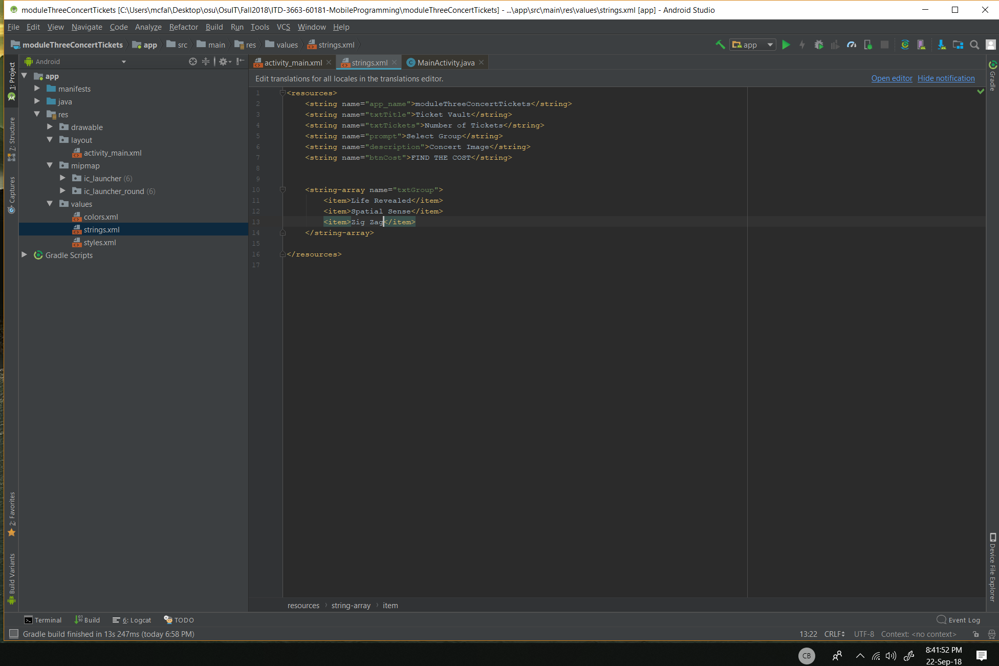 moduleThreeConcertTickets [C:\Users\mcfal\Desktop\osu\OsuIT\Fall2018\ITD-3663-60181-MobileProgramming\moduleThreeConcertTickets] - ...\app\src\main\res\values\strings.xml [app] - Android Studio
File Edit View Navigate Code Analyze Refactor Build Run Tools VCS Window Help
moduleThreeConcertTickets app src main res values strings.xml
app
Android
activity_main.xml strings.xml MainActivity.java
Edit translations for all locales in the translations editor. Open editor Hide notification
1: Project
7: Structure
Captures
2: Favorites
Build Variants
app
manifests
java
res
drawable
layout
activity_main.xml
mipmap
ic_launcher (6)
ic_launcher_round (6)
values
colors.xml
strings.xml
styles.xml
Gradle Scripts
1 <resources>
2 <string name="app_name">moduleThreeConcertTickets</string>
3 <string name="txtTitle">Ticket Vault</string>
4 <string name="txtTickets">Number of Tickets</string>
5 <string name="prompt">Select Group</string>
6 <string name="description">Concert Image</string>
7 <string name="btnCost">FIND THE COST</string>
8
9
10 <string-array name="txtGroup">
11 <item>Life Revealed</item>
12 <item>Spatial Sense</item>
13 <item>Zig Zag</item>
14 </string-array>
15
16 </resources>
17
Gradle
Device File Explorer
resources › string-array › item
Terminal Build 6: Logcat TODO Event Log
Gradle build finished in 13s 247ms (today 6:58 PM) 13:22 CRLF UTF-8 Context: <no context>
CB
8:41:52 PM
22-Sep-18